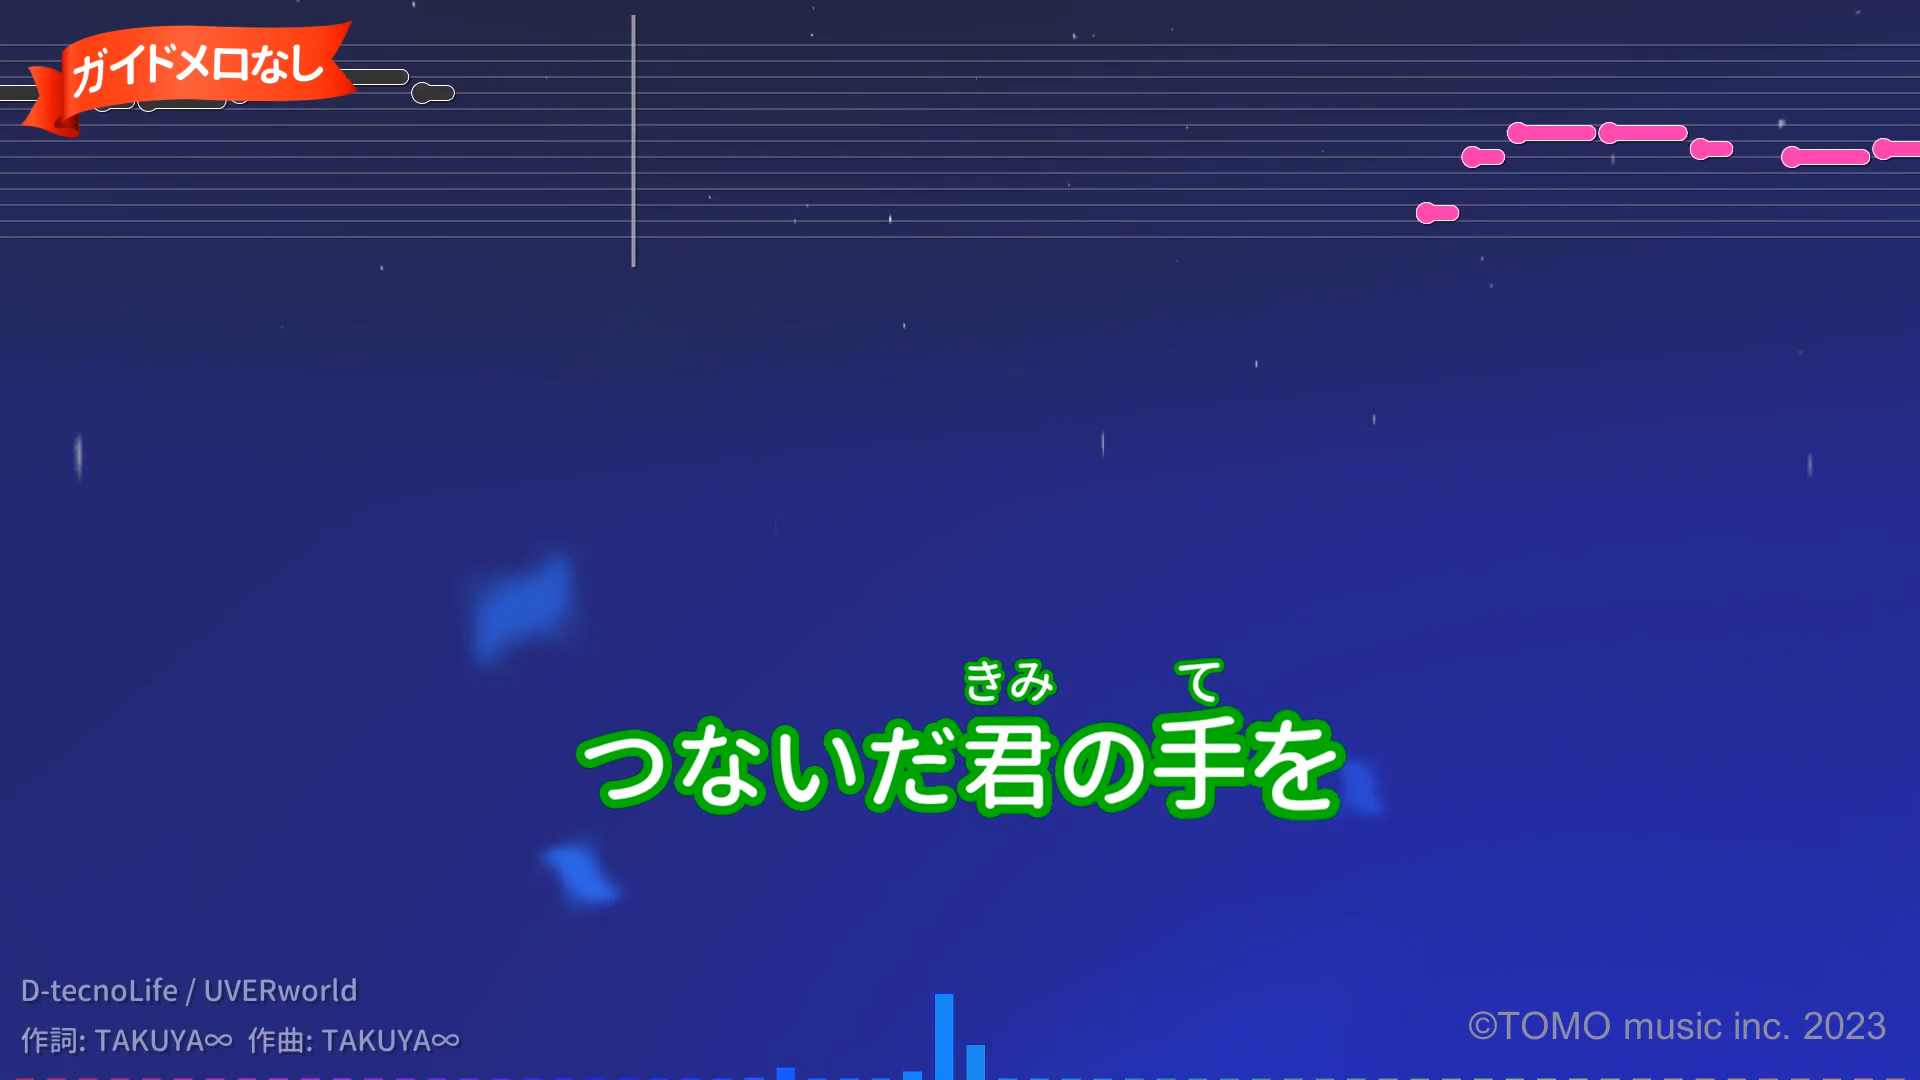 ガイドメロなし
きみ て
つないだ君の手を
D-tecnoLife / UVERworld
作詞: TAKUYA∞ 作曲: TAKUYA∞
©TOMO music inc. 2023